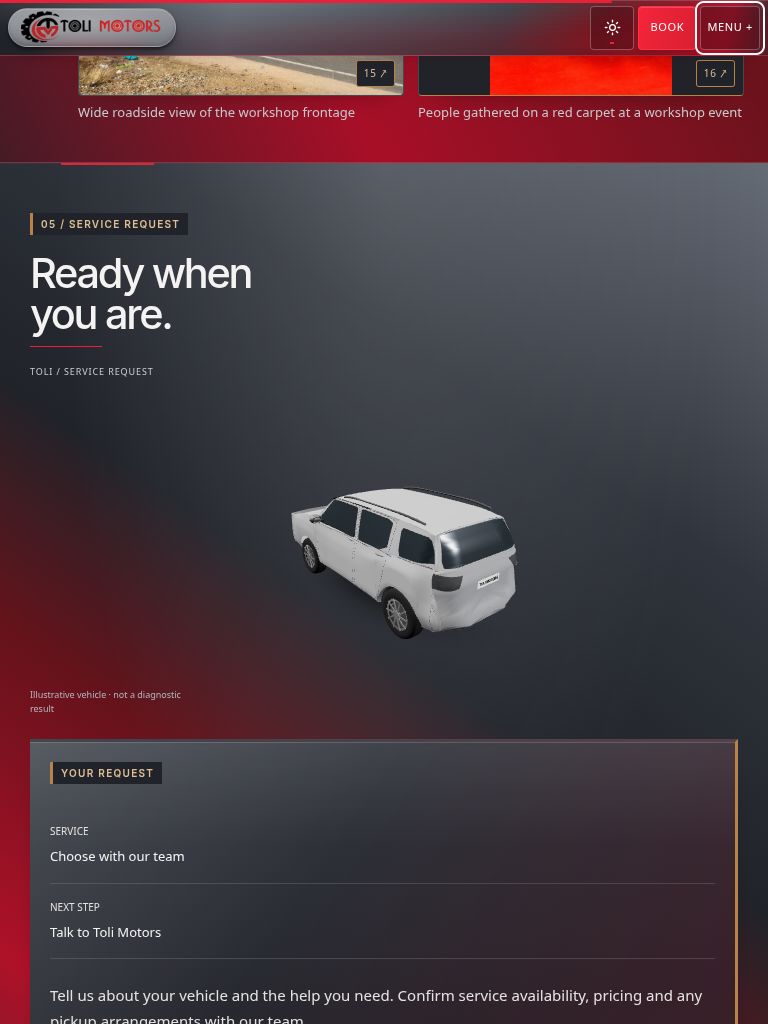 TOLI MOTORS
BOOK
MENU +
15 ↗
16 ↗
Wide roadside view of the workshop frontage
People gathered on a red carpet at a workshop event
05 / SERVICE REQUEST
Ready when
you are.
TOLI / SERVICE REQUEST
TOLI MOTORS
Illustrative vehicle · not a diagnostic
result
YOUR REQUEST
SERVICE
Choose with our team
NEXT STEP
Talk to Toli Motors
Tell us about your vehicle and the help you need. Confirm service availability, pricing and any
pickup arrangements with our team.